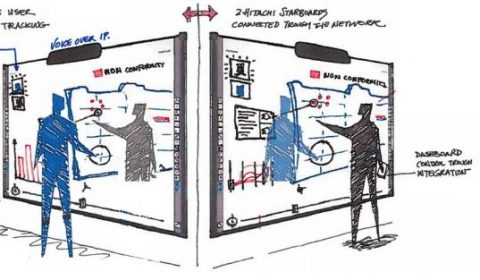 USER
TRACKING
VOICE OVER IP.
2 HITACHI STARBOARDS
CONNECTED TROUGH THE NETWORK.
NON CONFORMITY
NON CONFORMITY
DASHBOARD
CONTROL TROUGH
INTEGRATION